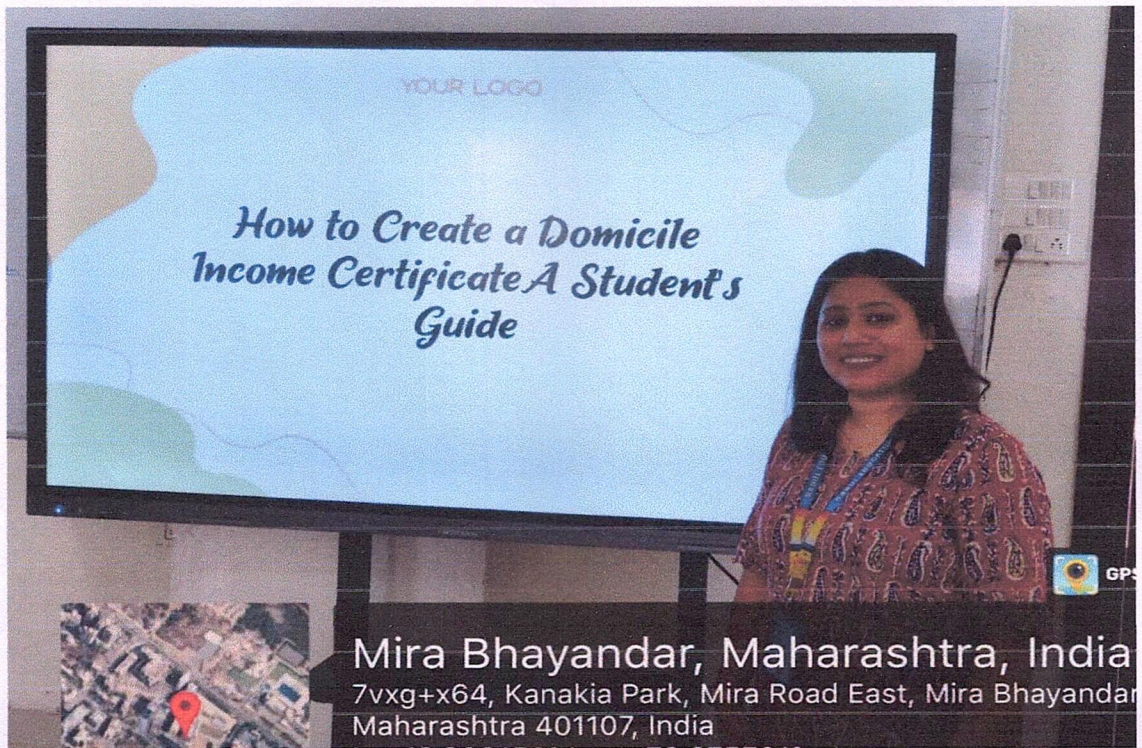 YOUR LOGO
How to Create a Domicile
Income Certificate A Student's
Guide
GPS
Mira Bhayandar, Maharashtra, India
7vxg+x64, Kanakia Park, Mira Road East, Mira Bhayandar
Maharashtra 401107, India